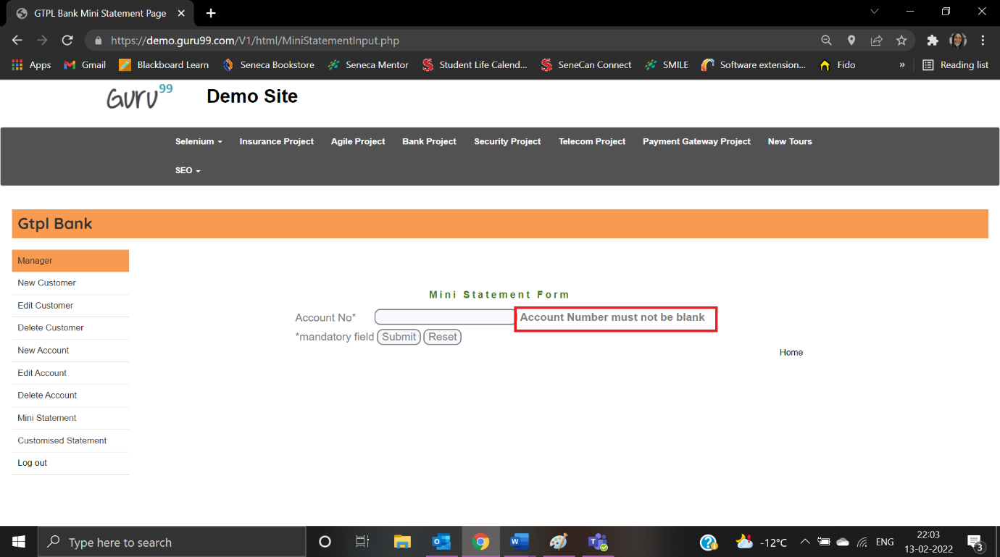 GTPL Bank Mini Statement Page
https://demo.guru99.com/V1/html/MiniStatementInput.php
Apps Gmail Blackboard Learn Seneca Bookstore Seneca Mentor Student Life Calend... SeneCan Connect SMILE Software extension... Fido » Reading list
Guru99 Demo Site
Selenium Insurance Project Agile Project Bank Project Security Project Telecom Project Payment Gateway Project New Tours
SEO
Gtpl Bank
Manager
New Customer
Edit Customer
Delete Customer
New Account
Edit Account
Delete Account
Mini Statement
Customised Statement
Log out
Mini Statement Form
Account No* Account Number must not be blank
*mandatory field Submit Reset
Home
Type here to search
-12°C ENG
22:03
13-02-2022
3